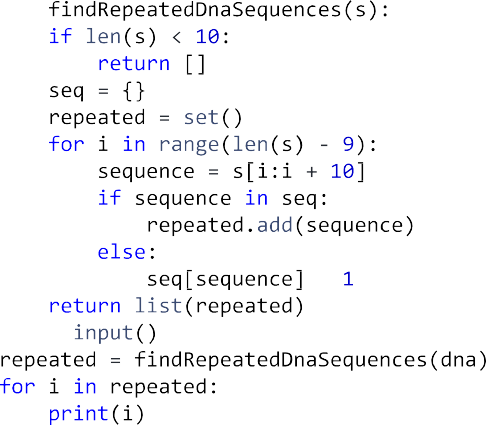 findRepeatedDnaSequences(s):
if len(s) < 10:
return []
seq = {}
repeated = set()
for i in range(len(s) - 9):
sequence = s[i:i + 10]
if sequence in seq:
repeated.add(sequence)
else:
seq[sequence] 1
return list(repeated)
input()
repeated = findRepeatedDnaSequences(dna)
for i in repeated:
print(i)